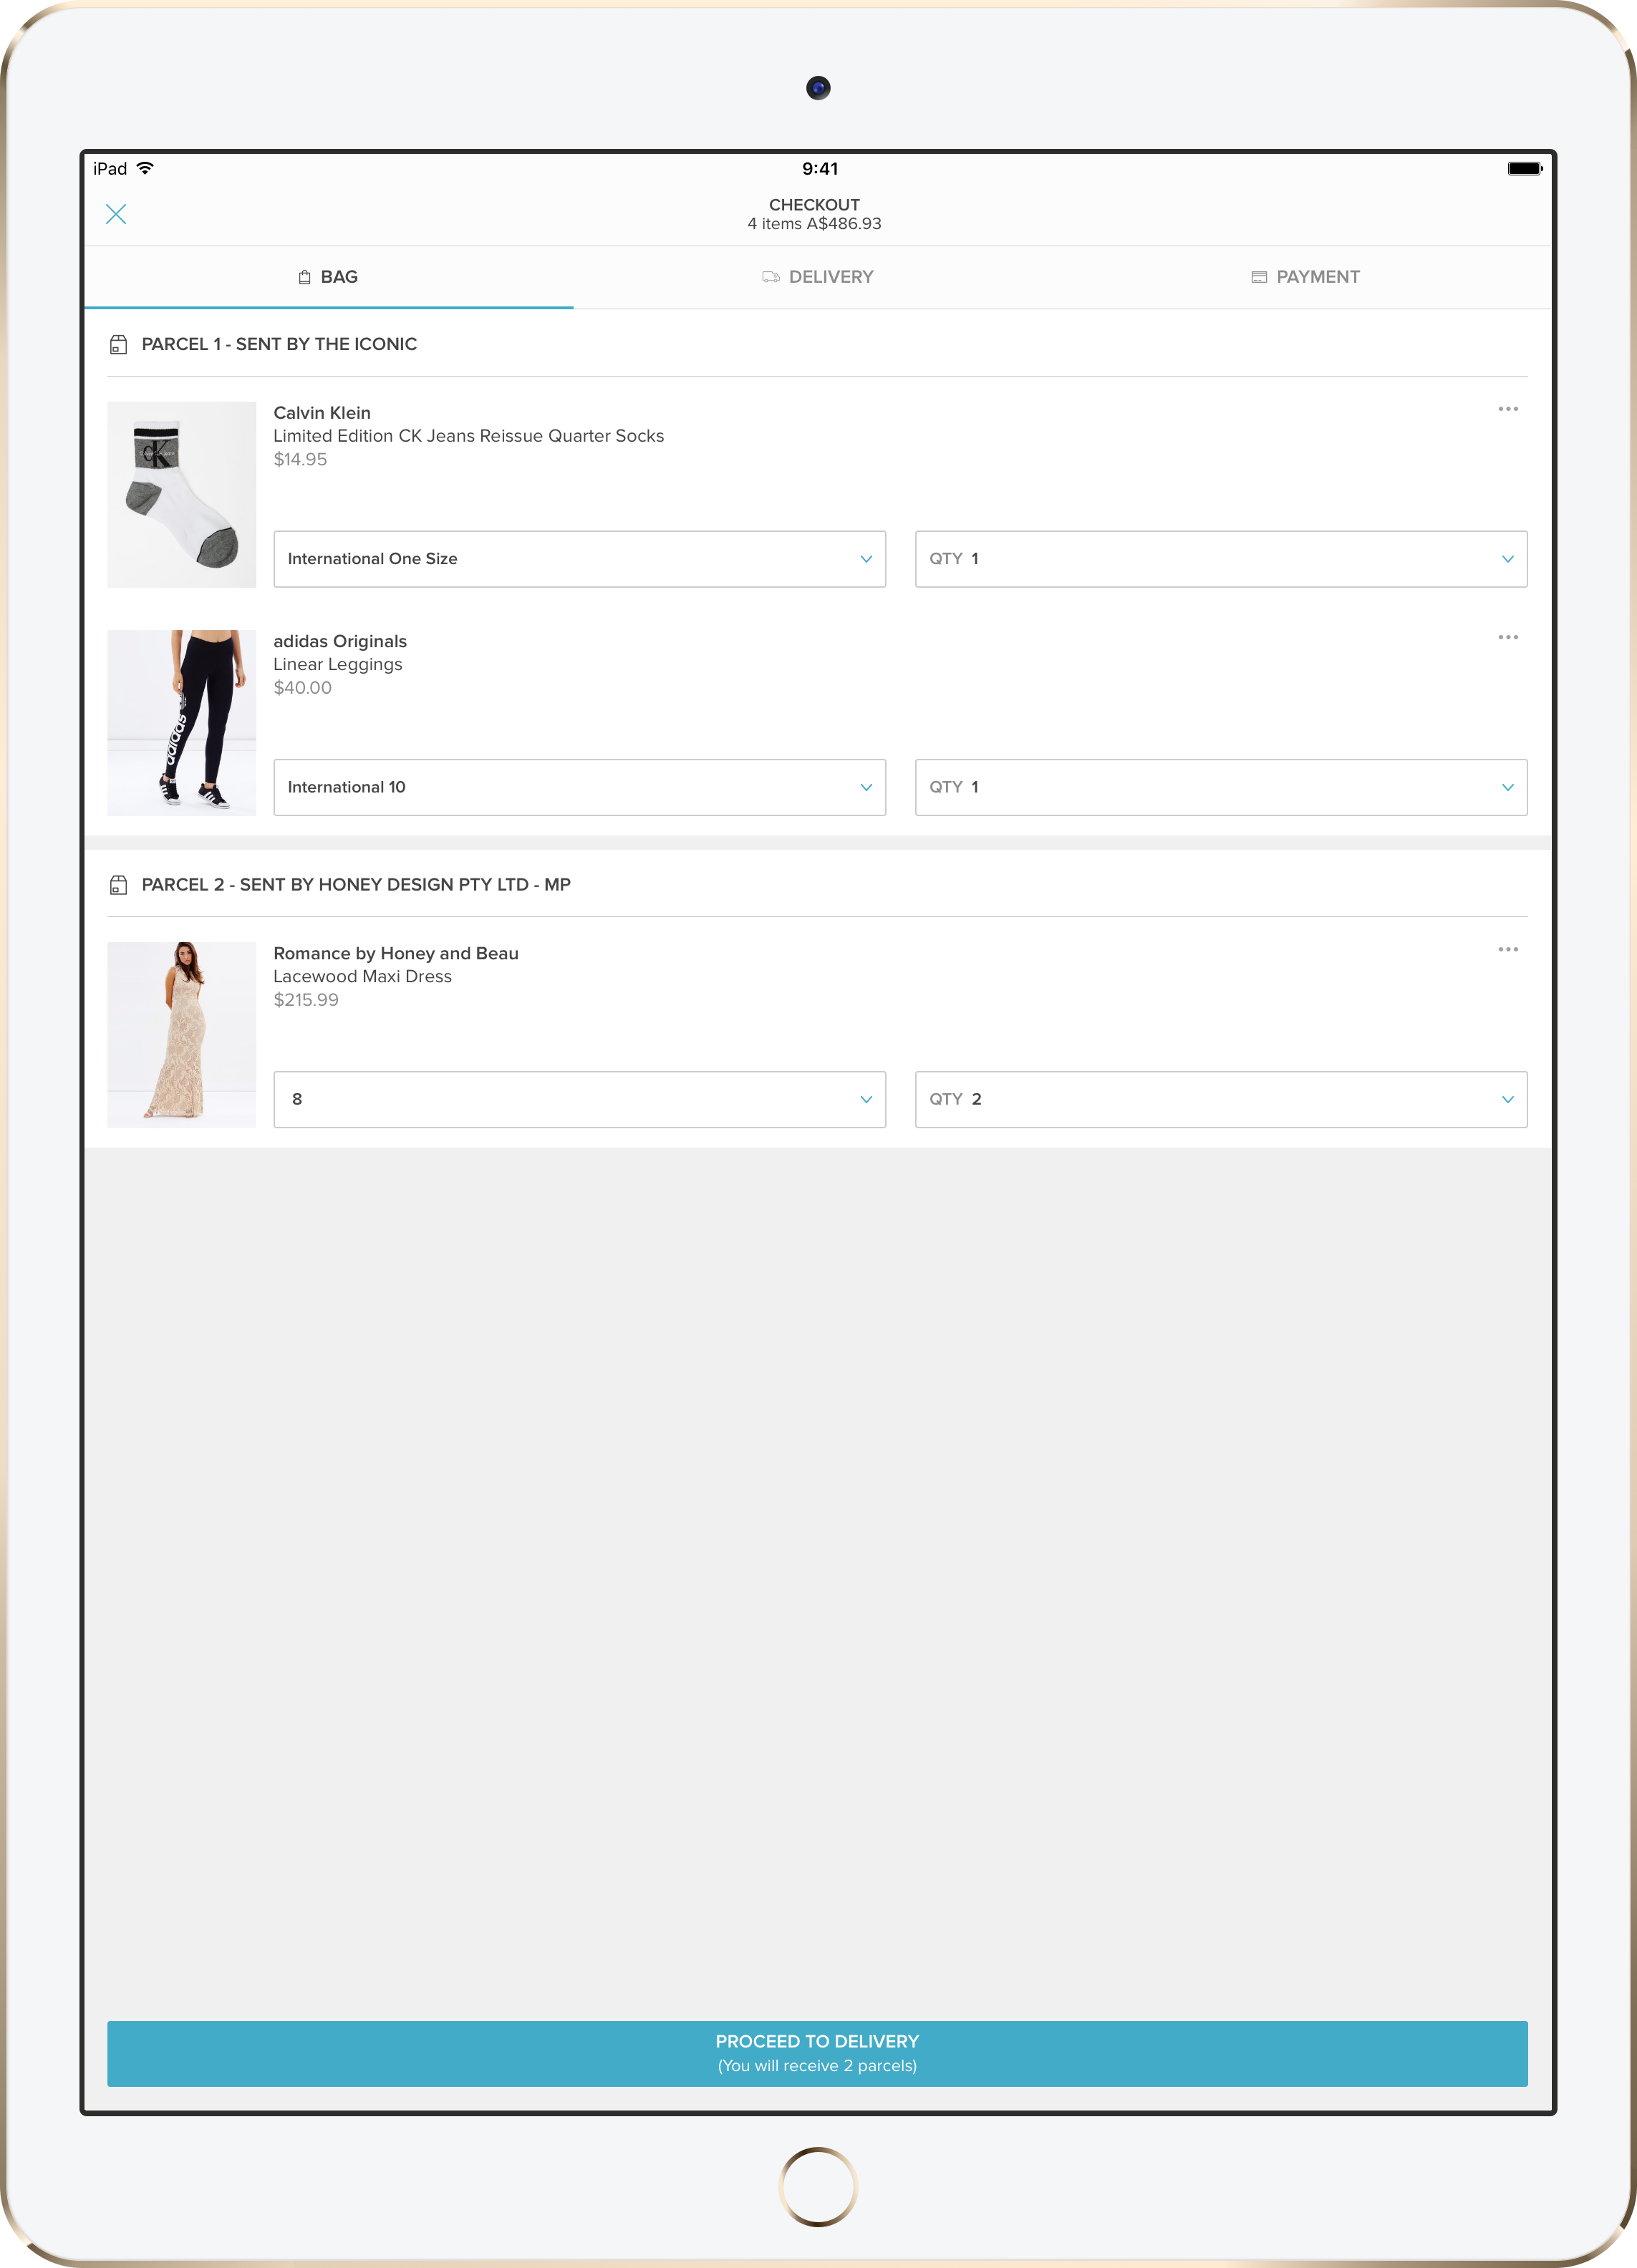 iPad 9:41
CHECKOUT
4 items A$486.93
BAG DELIVERY PAYMENT
PARCEL 1 - SENT BY THE ICONIC
Calvin Klein
Limited Edition CK Jeans Reissue Quarter Socks
$14.95
CK
International One Size QTY 1
adidas Originals
Linear Leggings
$40.00
adidas
International 10 QTY 1
PARCEL 2 - SENT BY HONEY DESIGN PTY LTD - MP
Romance by Honey and Beau
Lacewood Maxi Dress
$215.99
8 QTY 2
PROCEED TO DELIVERY
(You will receive 2 parcels)